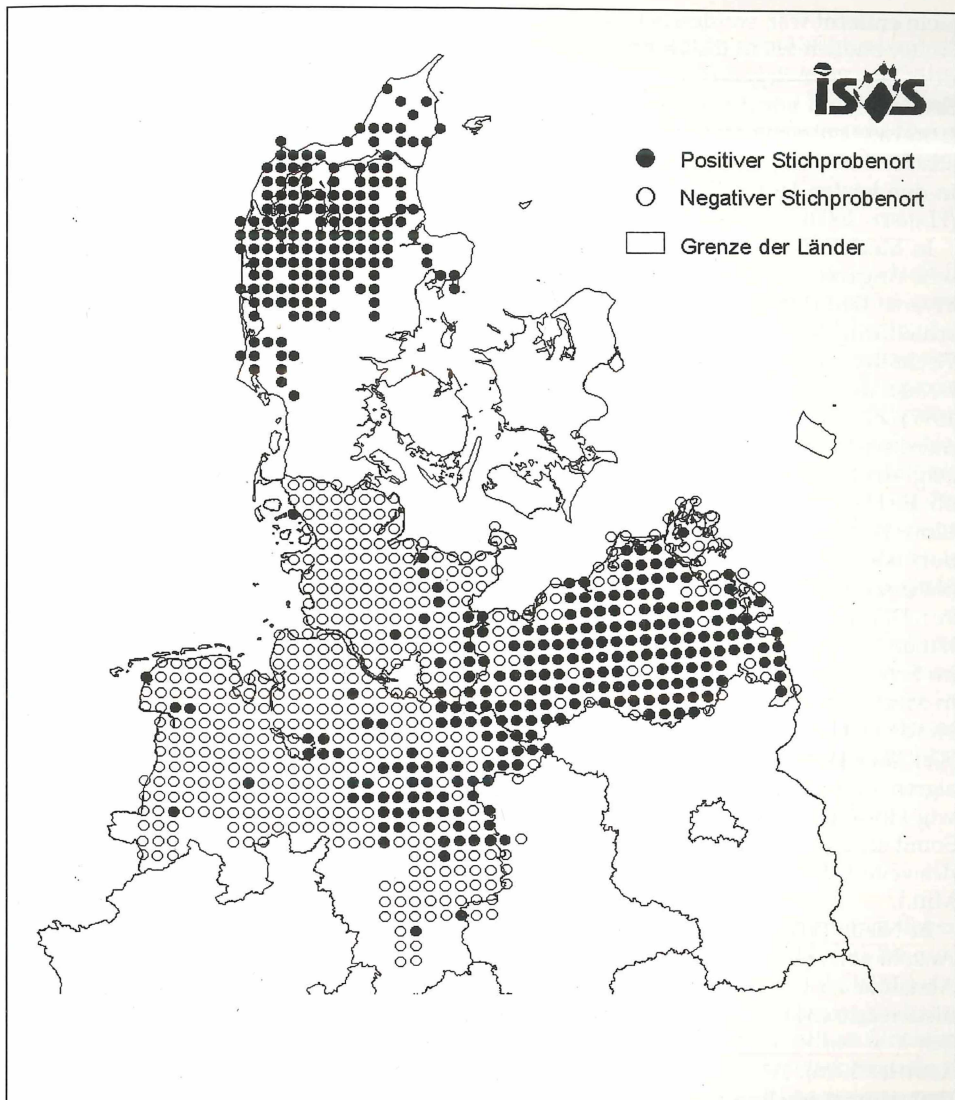 isos
Positiver Stichprobenort
Negativer Stichprobenort
Grenze der Länder